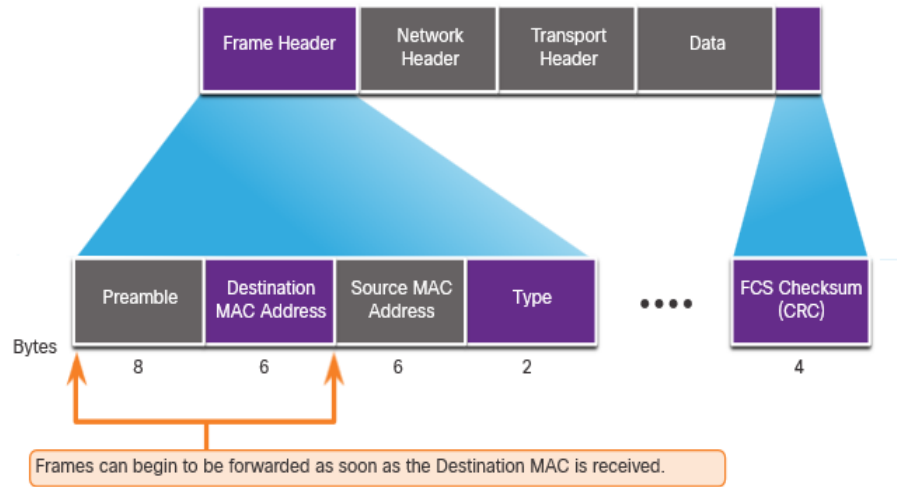 Frame Header
Network
Header
Transport
Header
Data
Preamble
Destination
MAC Address
Source MAC
Address
Type
••••
FCS Checksum
(CRC)
Bytes
8
6
6
2
4
Frames can begin to be forwarded as soon as the Destination MAC is received.